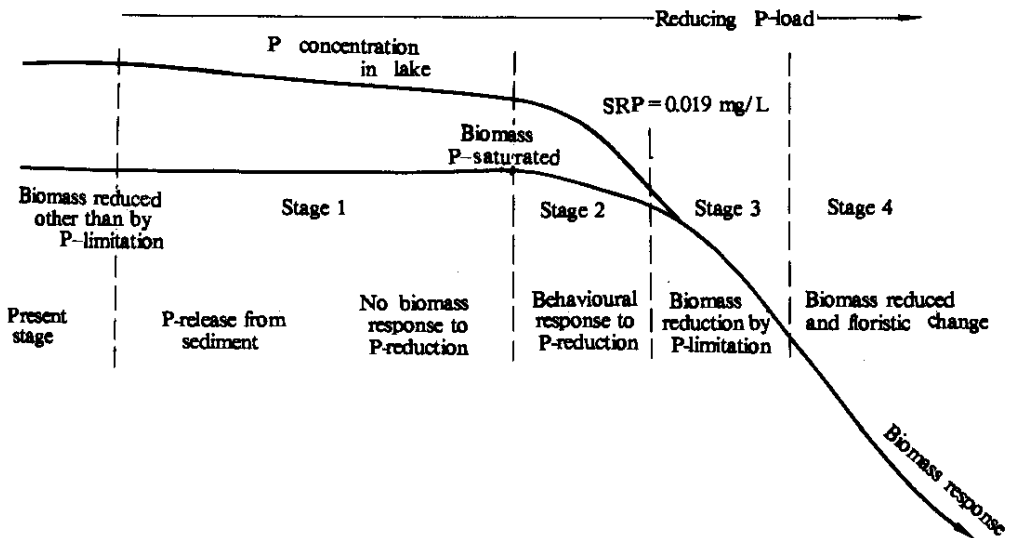 Reducing P-load
P concentration
in lake
SRP=0.019 mg/L
Biomass
P-saturated
Biomass reduced
other than by
P-limitation
Stage 1
Stage 2
Stage 3
Stage 4
Present
stage
P-release from
sediment
No biomass
response to
P-reduction
Behavioural
response to
P-reduction
Biomass
reduction by
P-limitation
Biomass reduced
and floristic change
Biomass response